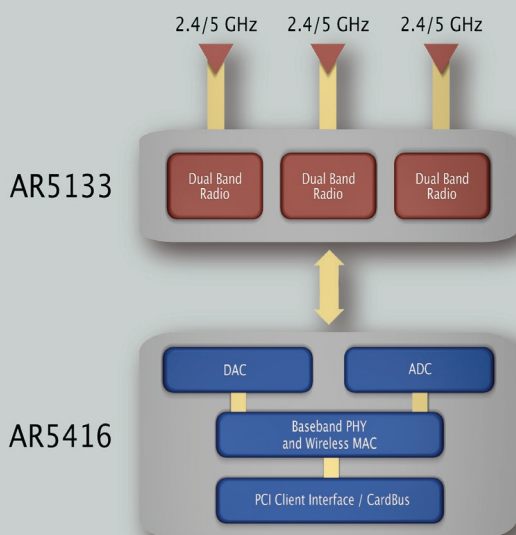 2.4/5 GHz
2.4/5 GHz
2.4/5 GHz
AR5133
Dual Band
Radio
Dual Band
Radio
Dual Band
Radio
AR5416
DAC
ADC
Baseband PHY
and Wireless MAC
PCI Client Interface / CardBus